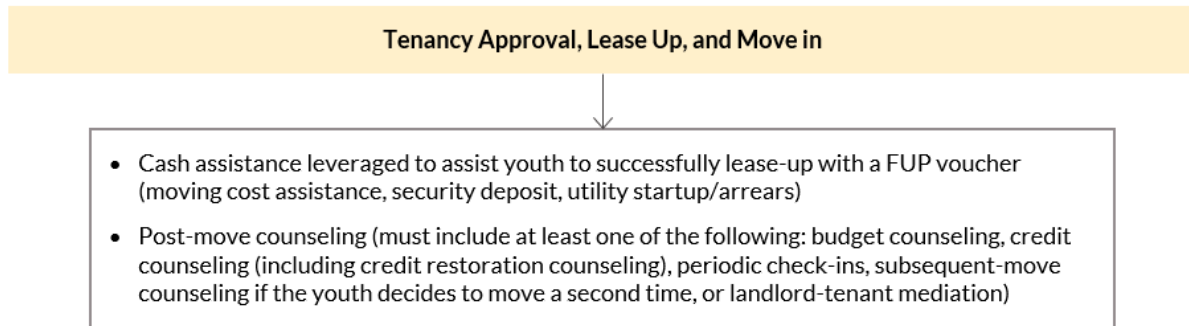 Tenancy Approval, Lease Up, and Move in
• Cash assistance leveraged to assist youth to successfully lease-up with a FUP voucher
(moving cost assistance, security deposit, utility startup/arrears)
• Post-move counseling (must include at least one of the following: budget counseling, credit
counseling (including credit restoration counseling), periodic check-ins, subsequent-move
counseling if the youth decides to move a second time, or landlord-tenant mediation)